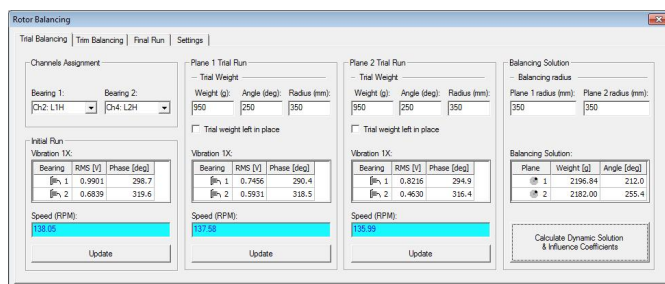 Rotor Balancing
Trial Balancing Trim Balancing Final Run Settings
Channels Assignment
Bearing 1: Bearing 2:
Ch2: L1H Ch4: L2H
Initial Run
Vibration 1X:
Bearing RMS [V] Phase [deg]
1 0.9901 298.7
2 0.6839 319.6
Speed (RPM):
138.05
Update
Plane 1 Trial Run
Trial Weight
Weight (g): Angle (deg): Radius (mm):
950 250 350
Trial weight left in place
Vibration 1X:
Bearing RMS [V] Phase [deg]
1 0.7456 290.4
2 0.5931 318.5
Speed (RPM):
137.58
Update
Plane 2 Trial Run
Trial Weight
Weight (g): Angle (deg): Radius (mm):
950 250 350
Trial weight left in place
Vibration 1X:
Bearing RMS [V] Phase [deg]
1 0.8216 294.9
2 0.4630 316.4
Speed (RPM):
135.99
Update
Balancing Solution
Balancing radius
Plane 1 radius (mm): Plane 2 radius (mm):
350 350
Balancing Solution:
Plane Weight [g] Angle [deg]
1 2196.84 212.0
2 2182.00 255.4
Calculate Dynamic Solution
& Influence Coefficients